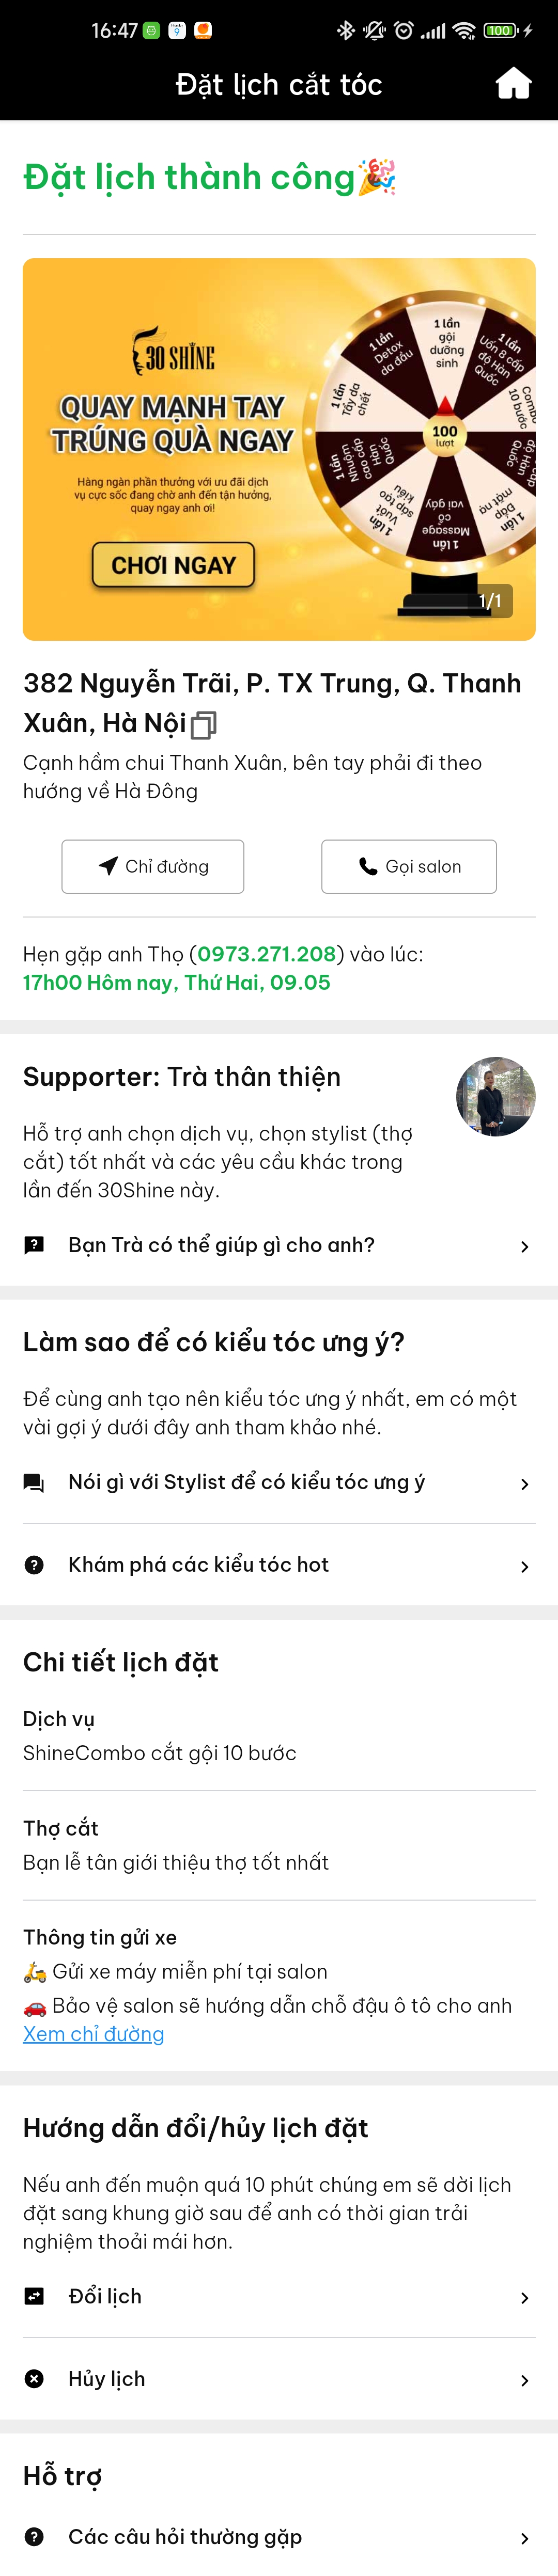 16:47
100
Đặt lịch cắt tóc
Đặt lịch thành công🎉
30 SHINE
QUAY MẠNH TAY
TRÚNG QUÀ NGAY
Hàng ngàn phần thưởng với ưu đãi dịch
vụ cực sốc đang chờ anh đến tận hưởng,
quay ngay anh ơi!
CHƠI NGAY
1 lần
gội
dưỡng
sinh
1 lần
Uốn 8 cấp
độ Hàn
Quốc
10 bước
1 lần
Massage
cổ
vai gáy
1 lần
Vuốt
sáp tạo
kiểu
1 lần
Nhuộm
cao cấp
Hàn
Quốc
1 lần
Tẩy da
chết
1 lần
Detox
da đầu
100
lượt
1/1
382 Nguyễn Trãi, P. TX Trung, Q. Thanh
Xuân, Hà Nội
Cạnh hầm chui Thanh Xuân, bên tay phải đi theo
hướng về Hà Đông
Chỉ đường
Gọi salon
Hẹn gặp anh Thọ (0973.271.208) vào lúc:
17h00 Hôm nay, Thứ Hai, 09.05
Supporter: Trà thân thiện
Hỗ trợ anh chọn dịch vụ, chọn stylist (thợ
cắt) tốt nhất và các yêu cầu khác trong
lần đến 30Shine này.
Bạn Trà có thể giúp gì cho anh?
Làm sao để có kiểu tóc ưng ý?
Để cùng anh tạo nên kiểu tóc ưng ý nhất, em có một
vài gợi ý dưới đây anh tham khảo nhé.
Nói gì với Stylist để có kiểu tóc ưng ý
Khám phá các kiểu tóc hot
Chi tiết lịch đặt
Dịch vụ
ShineCombo cắt gội 10 bước
Thợ cắt
Bạn lễ tân giới thiệu thợ tốt nhất
Thông tin gửi xe
🛵 Gửi xe máy miễn phí tại salon
🚗 Bảo vệ salon sẽ hướng dẫn chỗ đậu ô tô cho anh
Xem chỉ đường
Hướng dẫn đổi/hủy lịch đặt
Nếu anh đến muộn quá 10 phút chúng em sẽ dời lịch
đặt sang khung giờ sau để anh có thời gian trải
nghiệm thoải mái hơn.
Đổi lịch
Hủy lịch
Hỗ trợ
Các câu hỏi thường gặp